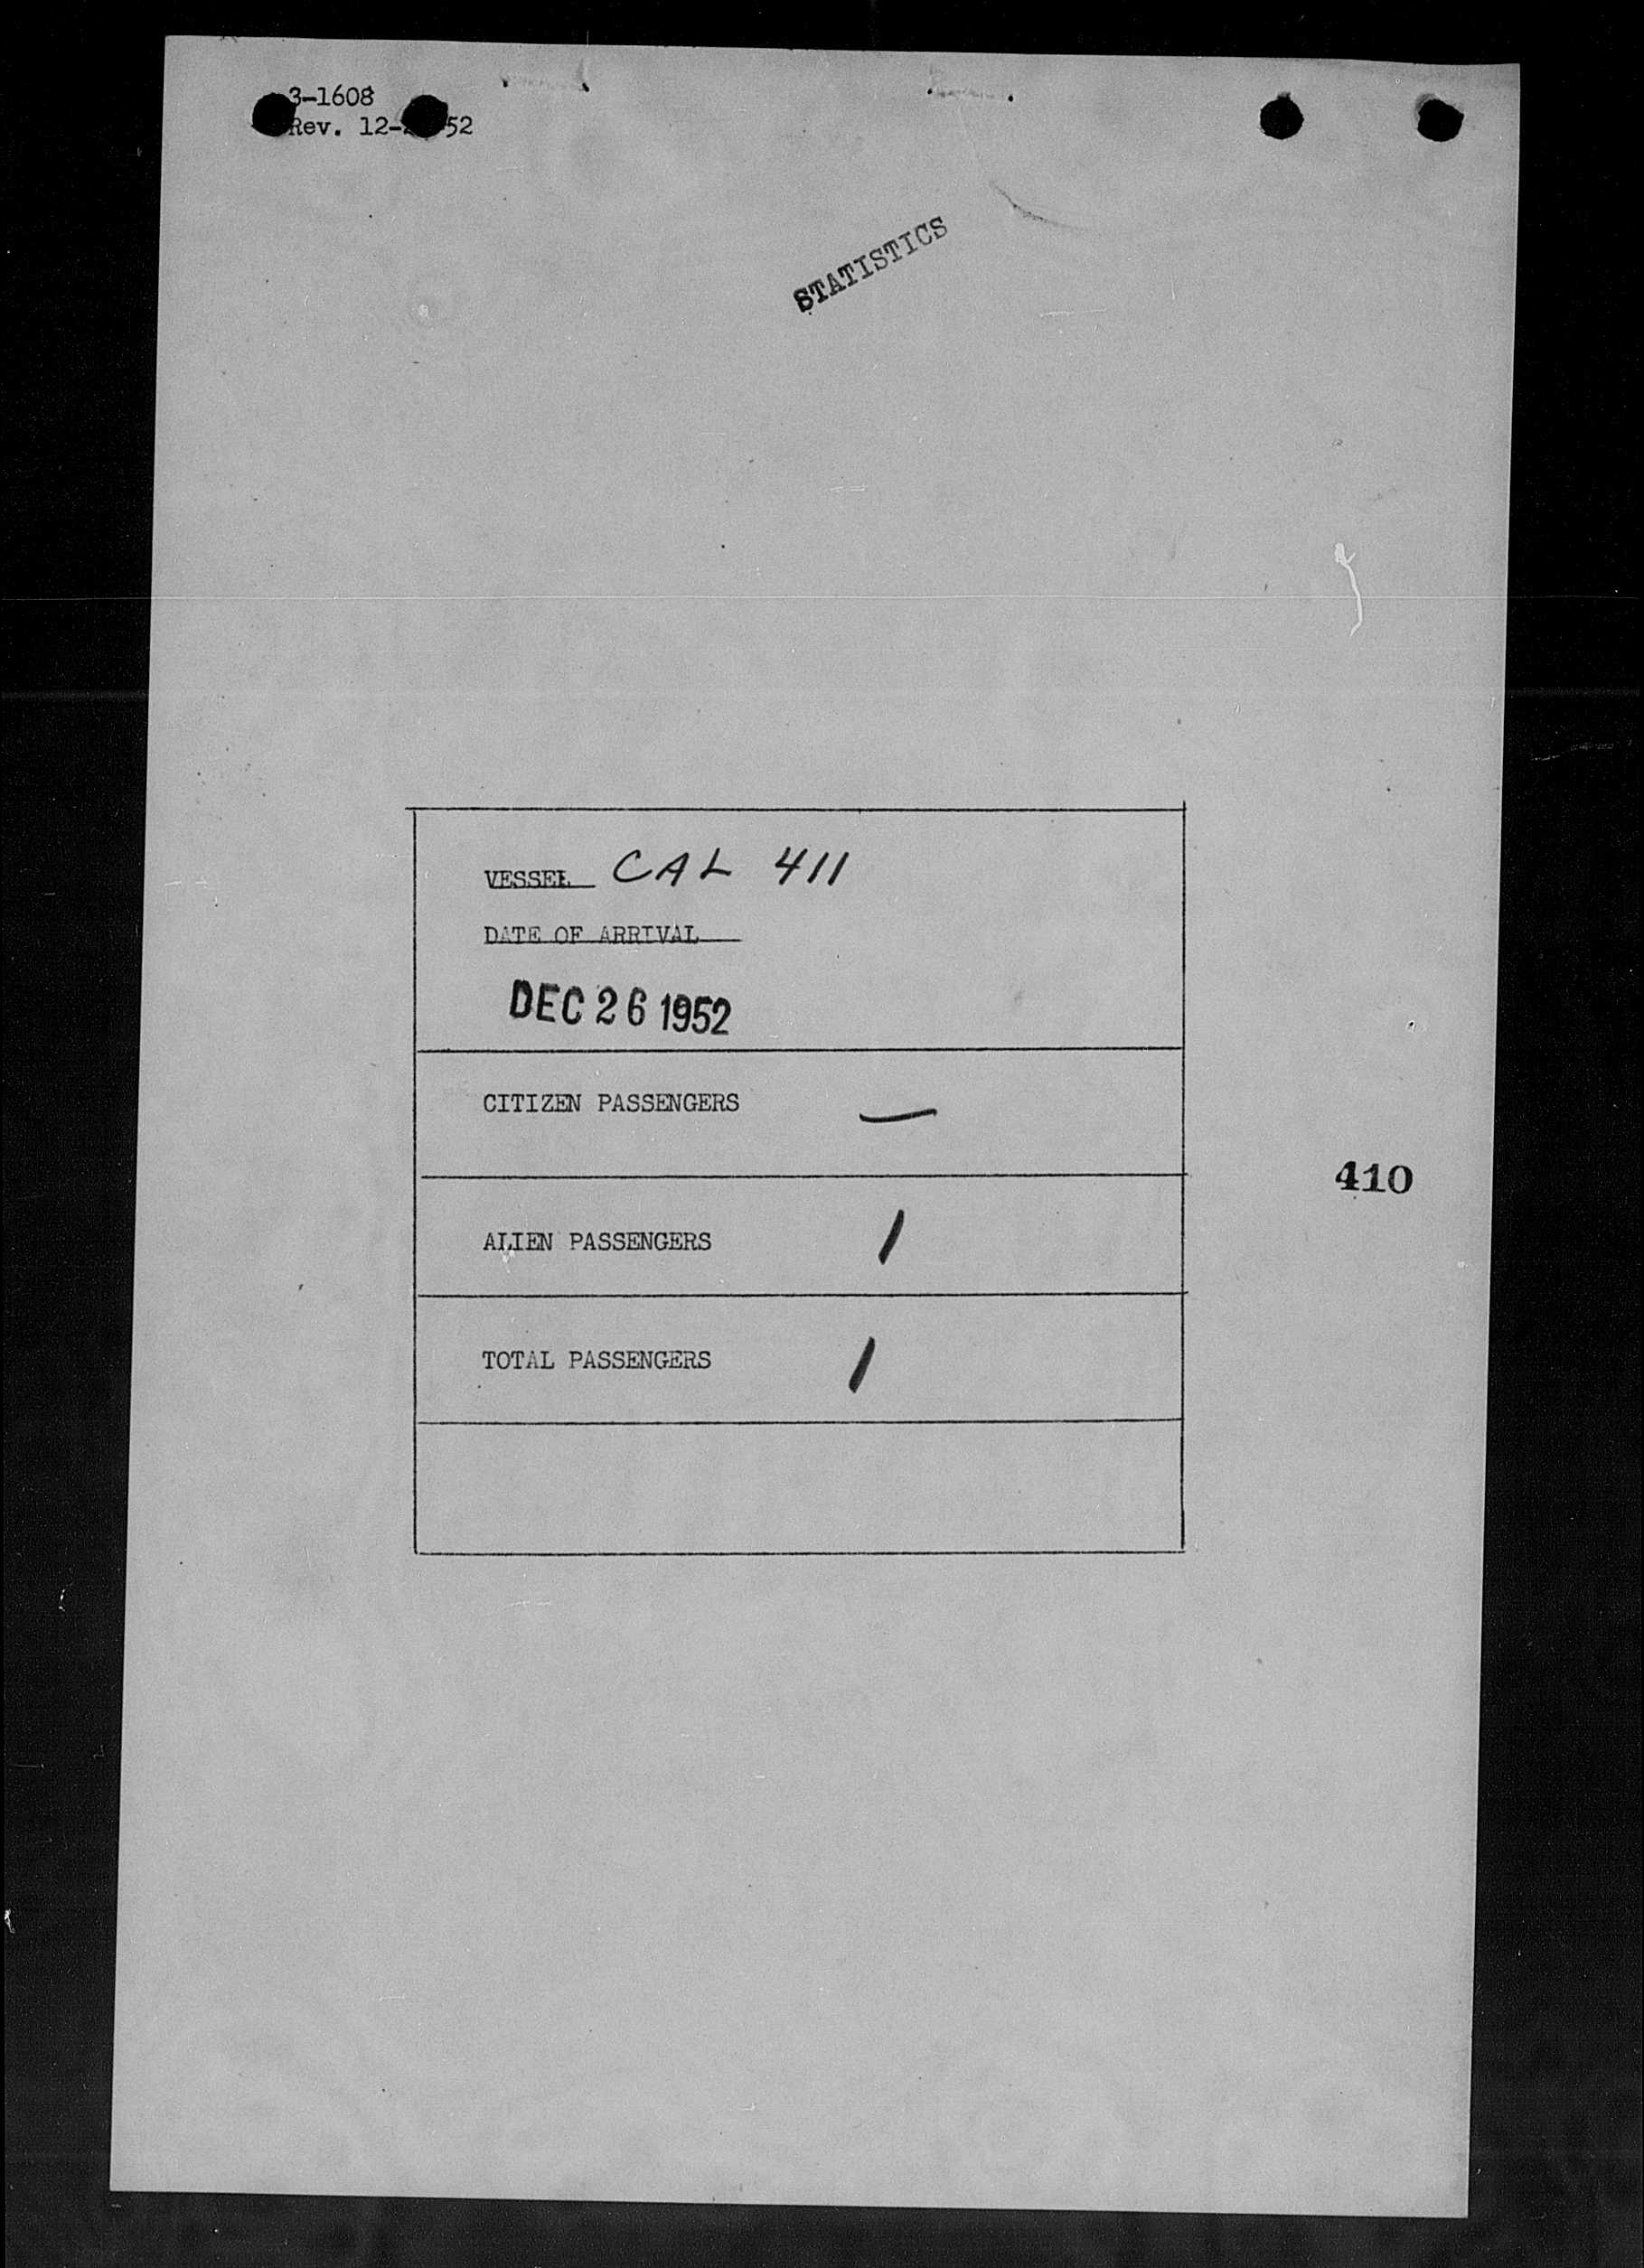 3-1608
Rev. 12- 52
STATISTICS
VESSEL CAL 411
DATE OF ARRIVAL
DEC 26 1952
CITIZEN PASSENGERS —
410
ALIEN PASSENGERS 1
TOTAL PASSENGERS 1